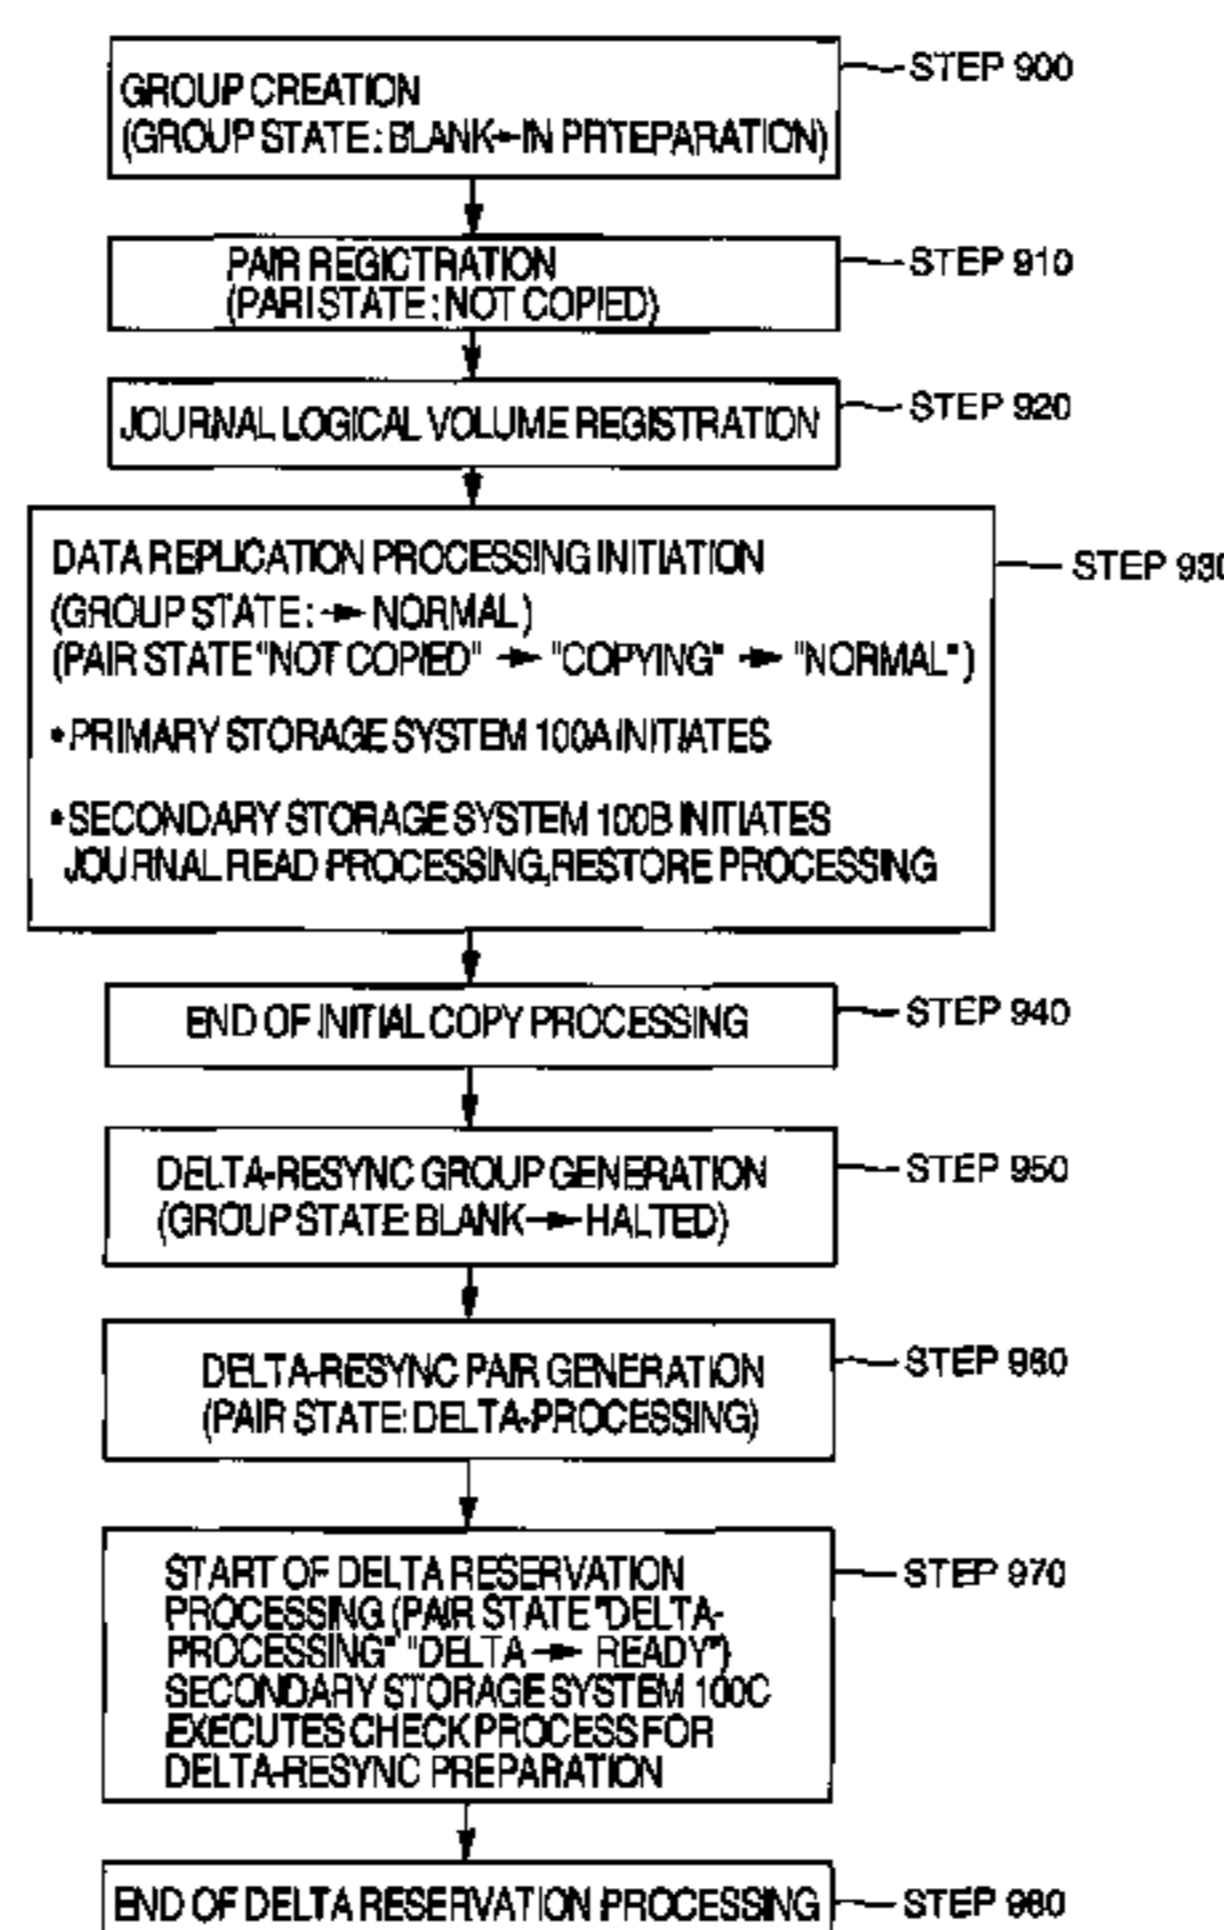 GROUP CREATION
(GROUP STATE : BLANK←IN PRTEPARATION)
STEP 900
PAIR REGICTRATION
(PARI STATE : NOT COPIED)
STEP 910
JOURNAL LOGICAL VOLUME REGISTRATION
STEP 920
DATA REPLICATION PROCESSING INITIATION
(GROUP STATE : → NORMAL)
(PAIR STATE "NOT COPIED" → "COPYING" → "NORMAL")
• PRIMARY STORAGE SYSTEM 100A INITIATES
• SECONDARY STORAGE SYSTEM 100B INITIATES
JOURNAL READ PROCESSING, RESTORE PROCESSING
STEP 930
END OF INITIAL COPY PROCESSING
STEP 940
DELTA-RESYNC GROUP GENERATION
(GROUP STATE: BLANK → HALTED)
STEP 950
DELTA-RESYNC PAIR GENERATION
(PAIR STATE: DELTA-PROCESSING)
STEP 960
START OF DELTA RESERVATION
PROCESSING (PAIR STATE "DELTA-
PROCESSING" "DELTA → READY")
SECONDARY STORAGE SYSTEM 100C
EXECUTES CHECK PROCESS FOR
DELTA-RESYNC PREPARATION
STEP 970
END OF DELTA RESERVATION PROCESSING
STEP 980